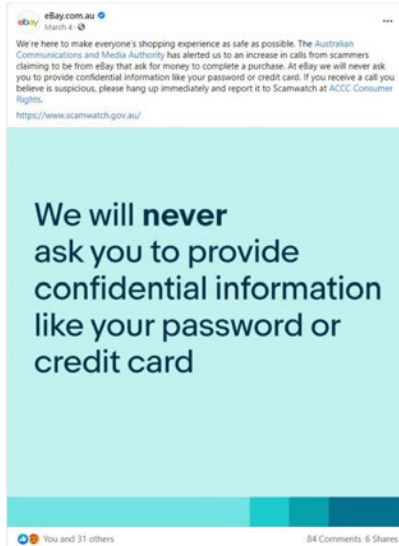 ebay
eBay.com.au
March 4 ·
We're here to make everyone's shopping experience as safe as possible. The Australian
Communications and Media Authority has alerted us to an increase in calls from scammers
claiming to be from eBay that ask for money to complete a purchase. At eBay we will never ask
you to provide confidential information like your password or credit card. If you receive a call you
believe is suspicious, please hang up immediately and report it to Scamwatch at ACCC Consumer
Rights.
https://www.scamwatch.gov.au/
We will never
ask you to provide
confidential information
like your password or
credit card
You and 31 others
84 Comments 6 Shares